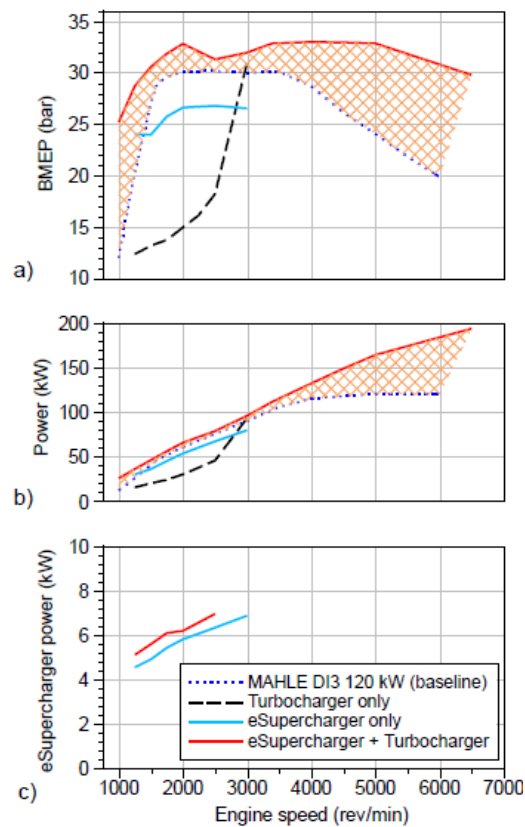 35
30
25
20
15
10
BMEP (bar)
a)
200
150
100
50
0
Power (kW)
b)
10
8
6
4
2
0
eSupercharger power (kW)
MAHLE DI3 120 kW (baseline)
Turbocharger only
eSupercharger only
eSupercharger + Turbocharger
c)
1000 2000 3000 4000 5000 6000 7000
Engine speed (rev/min)